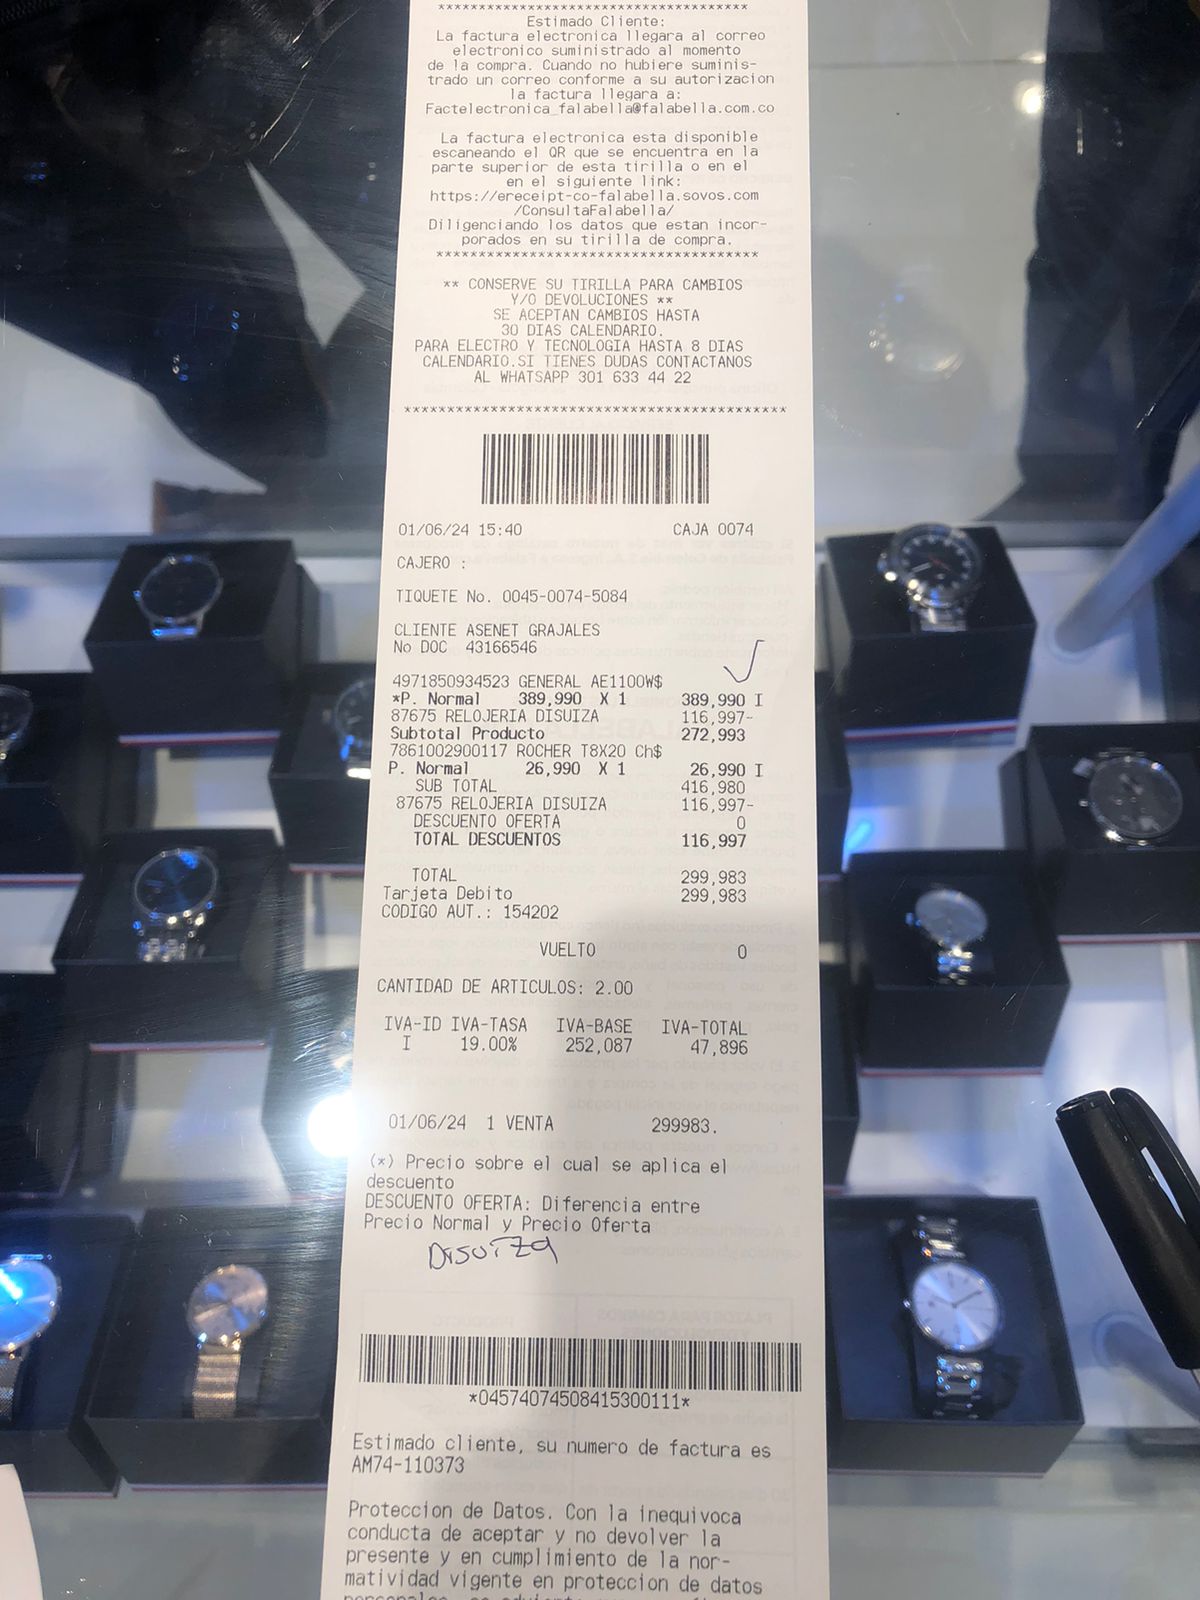 ************************************
Estimado Cliente:
La factura electronica llegara al correo
electronico suministrado al momento
de la compra. Cuando no hubiere suminis-
trado un correo conforme a su autorizacion
la factura llegara a:
Factelectronica_falabella@falabella.com.co
La factura electronica esta disponible
escaneando el QR que se encuentra en la
parte superior de esta tirilla o en el
en el siguiente link:
https://ereceipt-co-falabella.sovos.com
/ConsultaFalabella/
Diligenciando los datos que estan incor-
porados en su tirilla de compra.
*************************************
** CONSERVE SU TIRILLA PARA CAMBIOS
Y/O DEVOLUCIONES **
SE ACEPTAN CAMBIOS HASTA
30 DIAS CALENDARIO.
PARA ELECTRO Y TECNOLOGIA HASTA 8 DIAS
CALENDARIO.SI TIENES DUDAS CONTACTANOS
AL WHATSAPP 301 633 44 22
********************************************
01/06/24 15:40 CAJA 0074
CAJERO :
TIQUETE No. 0045-0074-5084
CLIENTE ASENET GRAJALES
No DOC 43166546
4971850934523 GENERAL AE1100W$
*P. Normal 389,990 X 1 389,990 I
87675 RELOJERIA DISUIZA 116,997-
Subtotal Producto 272,993
7861002900117 ROCHER T8X20 Ch$
P. Normal 26,990 X 1 26,990 I
SUB TOTAL 416,980
87675 RELOJERIA DISUIZA 116,997-
DESCUENTO OFERTA 0
TOTAL DESCUENTOS 116,997
TOTAL 299,983
Tarjeta Debito 299,983
CODIGO AUT.: 154202
VUELTO 0
CANTIDAD DE ARTICULOS: 2.00
IVA-ID IVA-TASA IVA-BASE IVA-TOTAL
I 19.00% 252,087 47,896
01/06/24 1 VENTA 299983.
(*) Precio sobre el cual se aplica el
descuento
DESCUENTO OFERTA: Diferencia entre
Precio Normal y Precio Oferta
Disuiza
*04574074508415300111*
Estimado cliente, su numero de factura es
AM74-110373
Proteccion de Datos. Con la inequivoca
conducta de aceptar y no devolver la
presente y en cumplimiento de la nor-
matividad vigente en proteccion de datos